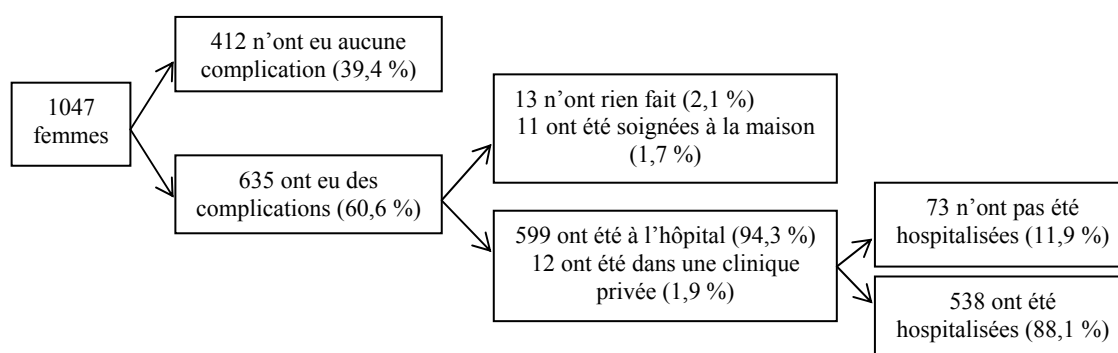 1047
femmes
412 n’ont eu aucune
complication (39,4 %)
635 ont eu des
complications (60,6 %)
13 n’ont rien fait (2,1 %)
11 ont été soignées à la maison
(1,7 %)
599 ont été à l’hôpital (94,3 %)
12 ont été dans une clinique
privée (1,9 %)
73 n’ont pas été
hospitalisées (11,9 %)
538 ont été
hospitalisées (88,1 %)